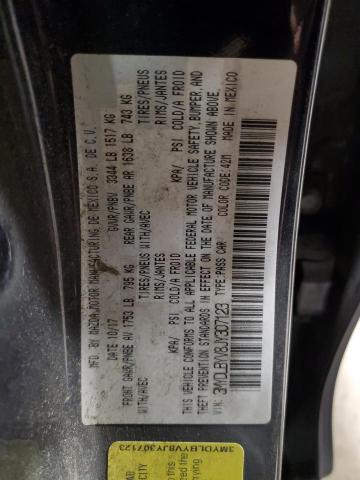 MFD. BY MAZDA MOTOR MANUFACTURING DE MEXICO S.A. DE C.V.
10/17 GVWR/PNBV 3344 LB 1517 KG
GAWR/PNBE AV 1753 LB 795 KG REAR GAWR/PNBE AR 1638 LB 743 KG
TIRES/PNEUS WITH/AVEC TIRES/PNEUS
RIMS/JANTES WITH/AVEC RIMS/JANTES
KPA/ PSI COLD/A FROID KPA/ PSI COLD/A FROID
THIS VEHICLE CONFORMS TO ALL APPLICABLE FEDERAL MOTOR VEHICLE SAFETY, BUMPER, AND
THEFT PREVENTION STANDARDS IN EFFECT ON THE DATE OF MANUFACTURE SHOWN ABOVE.
VIN: 3MYDLBYV8JY307123 TYPE:PASS CAR COLOR CODE:42M MADE IN MEXICO
3MYDLBYV8JY307123